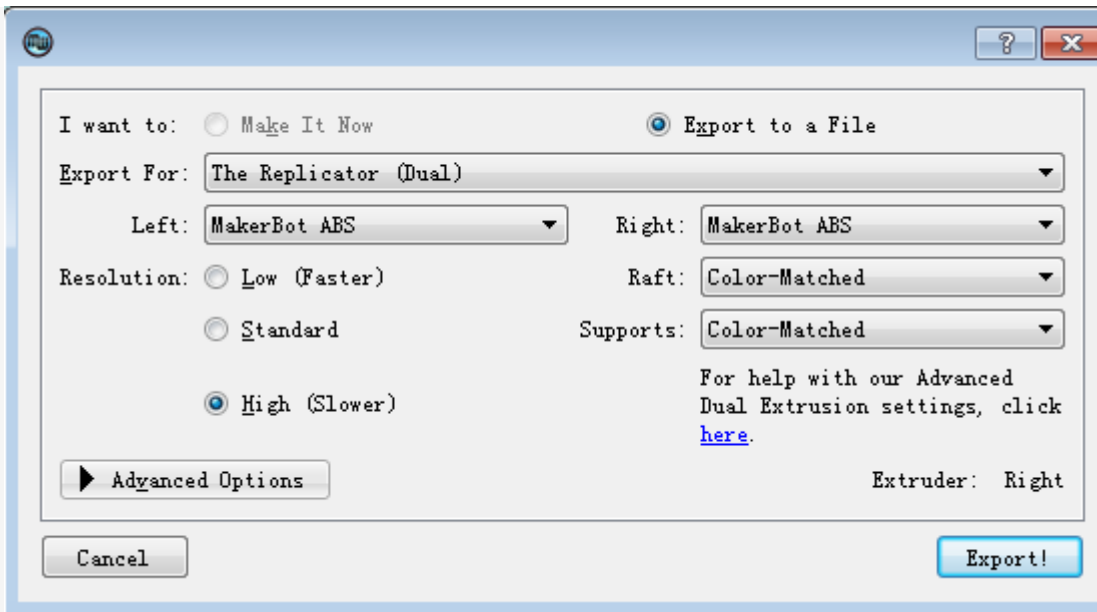 I want to: Make It Now Export to a File
Export For: The Replicator (Dual)
Left: MakerBot ABS Right: MakerBot ABS
Resolution: Low (Faster) Raft: Color-Matched
Standard Supports: Color-Matched
High (Slower)
For help with our Advanced
Dual Extrusion settings, click
here.
Advanced Options Extruder: Right
Cancel Export!